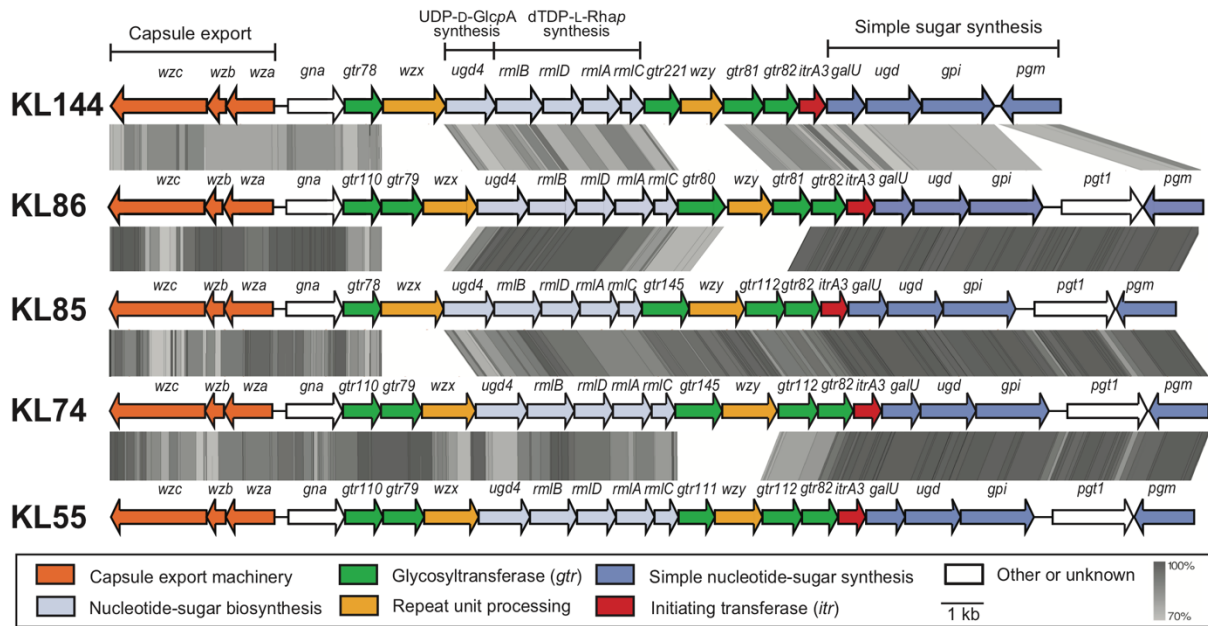 Capsule export
UDP-D-GlcpA synthesis
dTDP-L-Rhap synthesis
Simple sugar synthesis
wzc wzb wza gna gtr78 wzx ugd4 rmlB rmlD rmlA rmlC gtr221 wzy gtr81 gtr82 itrA3 galU ugd gpi pgm
KL144
wzc wzb wza gna gtr110 gtr79 wzx ugd4 rmlB rmlD rmlA rmlC gtr80 wzy gtr81 gtr82 itrA3 galU ugd gpi pgt1 pgm
KL86
wzc wzb wza gna gtr78 wzx ugd4 rmlB rmlD rmlA rmlC gtr145 wzy gtr112 gtr82 itrA3 galU ugd gpi pgt1 pgm
KL85
wzc wzb wza gna gtr110 gtr79 wzx ugd4 rmlB rmlD rmlA rmlC gtr145 wzy gtr112 gtr82 itrA3 galU ugd gpi pgt1 pgm
KL74
wzc wzb wza gna gtr110 gtr79 wzx ugd4 rmlB rmlD rmlA rmlC gtr111 wzy gtr112 gtr82 itrA3 galU ugd gpi pgt1 pgm
KL55
Capsule export machinery Glycosyltransferase (gtr) Simple nucleotide-sugar synthesis Other or unknown 100%
Nucleotide-sugar biosynthesis Repeat unit processing Initiating transferase (itr) 1 kb 70%